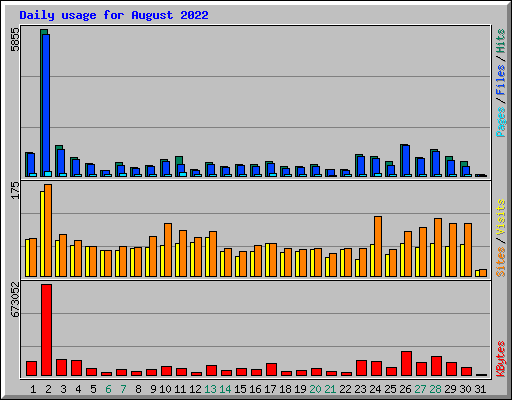 Daily usage for August 2022
5855
Pages / Files / Hits
175
Sites / Visits
673052
KBytes
1 2 3 4 5 6 7 8 9 10 11 12 13 14 15 16 17 18 19 20 21 22 23 24 25 26 27 28 29 30 31